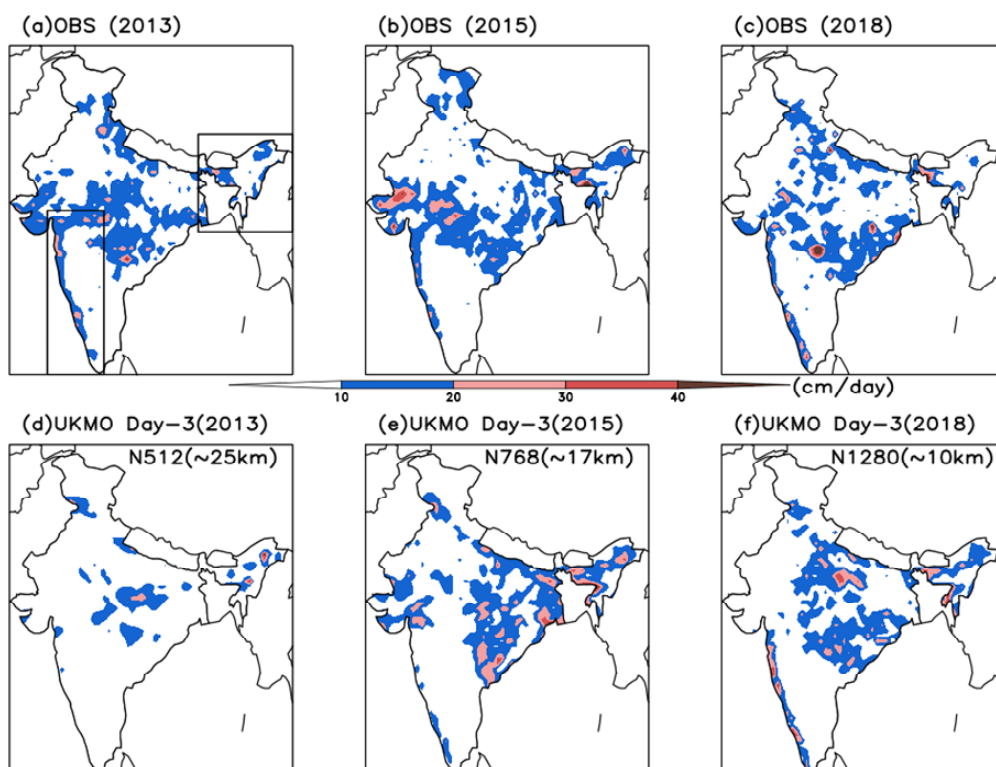 (a)OBS (2013)
(b)OBS (2015)
(c)OBS (2018)
10 20 30 40 (cm/day)
(d)UKMO Day-3(2013)
N512(~25km)
(e)UKMO Day-3(2015)
N768(~17km)
(f)UKMO Day-3(2018)
N1280(~10km)